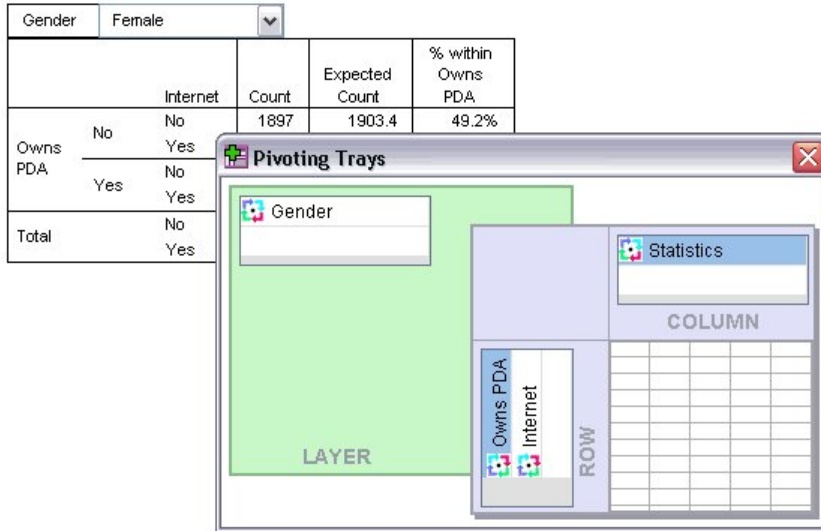 Gender Female
Internet Count Expected Count % within Owns PDA
Owns PDA No No 1897 1903.4 49.2%
Yes
Yes No
Yes
Total No
Yes
Pivoting Trays
Gender
Statistics
COLUMN
Owns PDA
Internet
ROW
LAYER